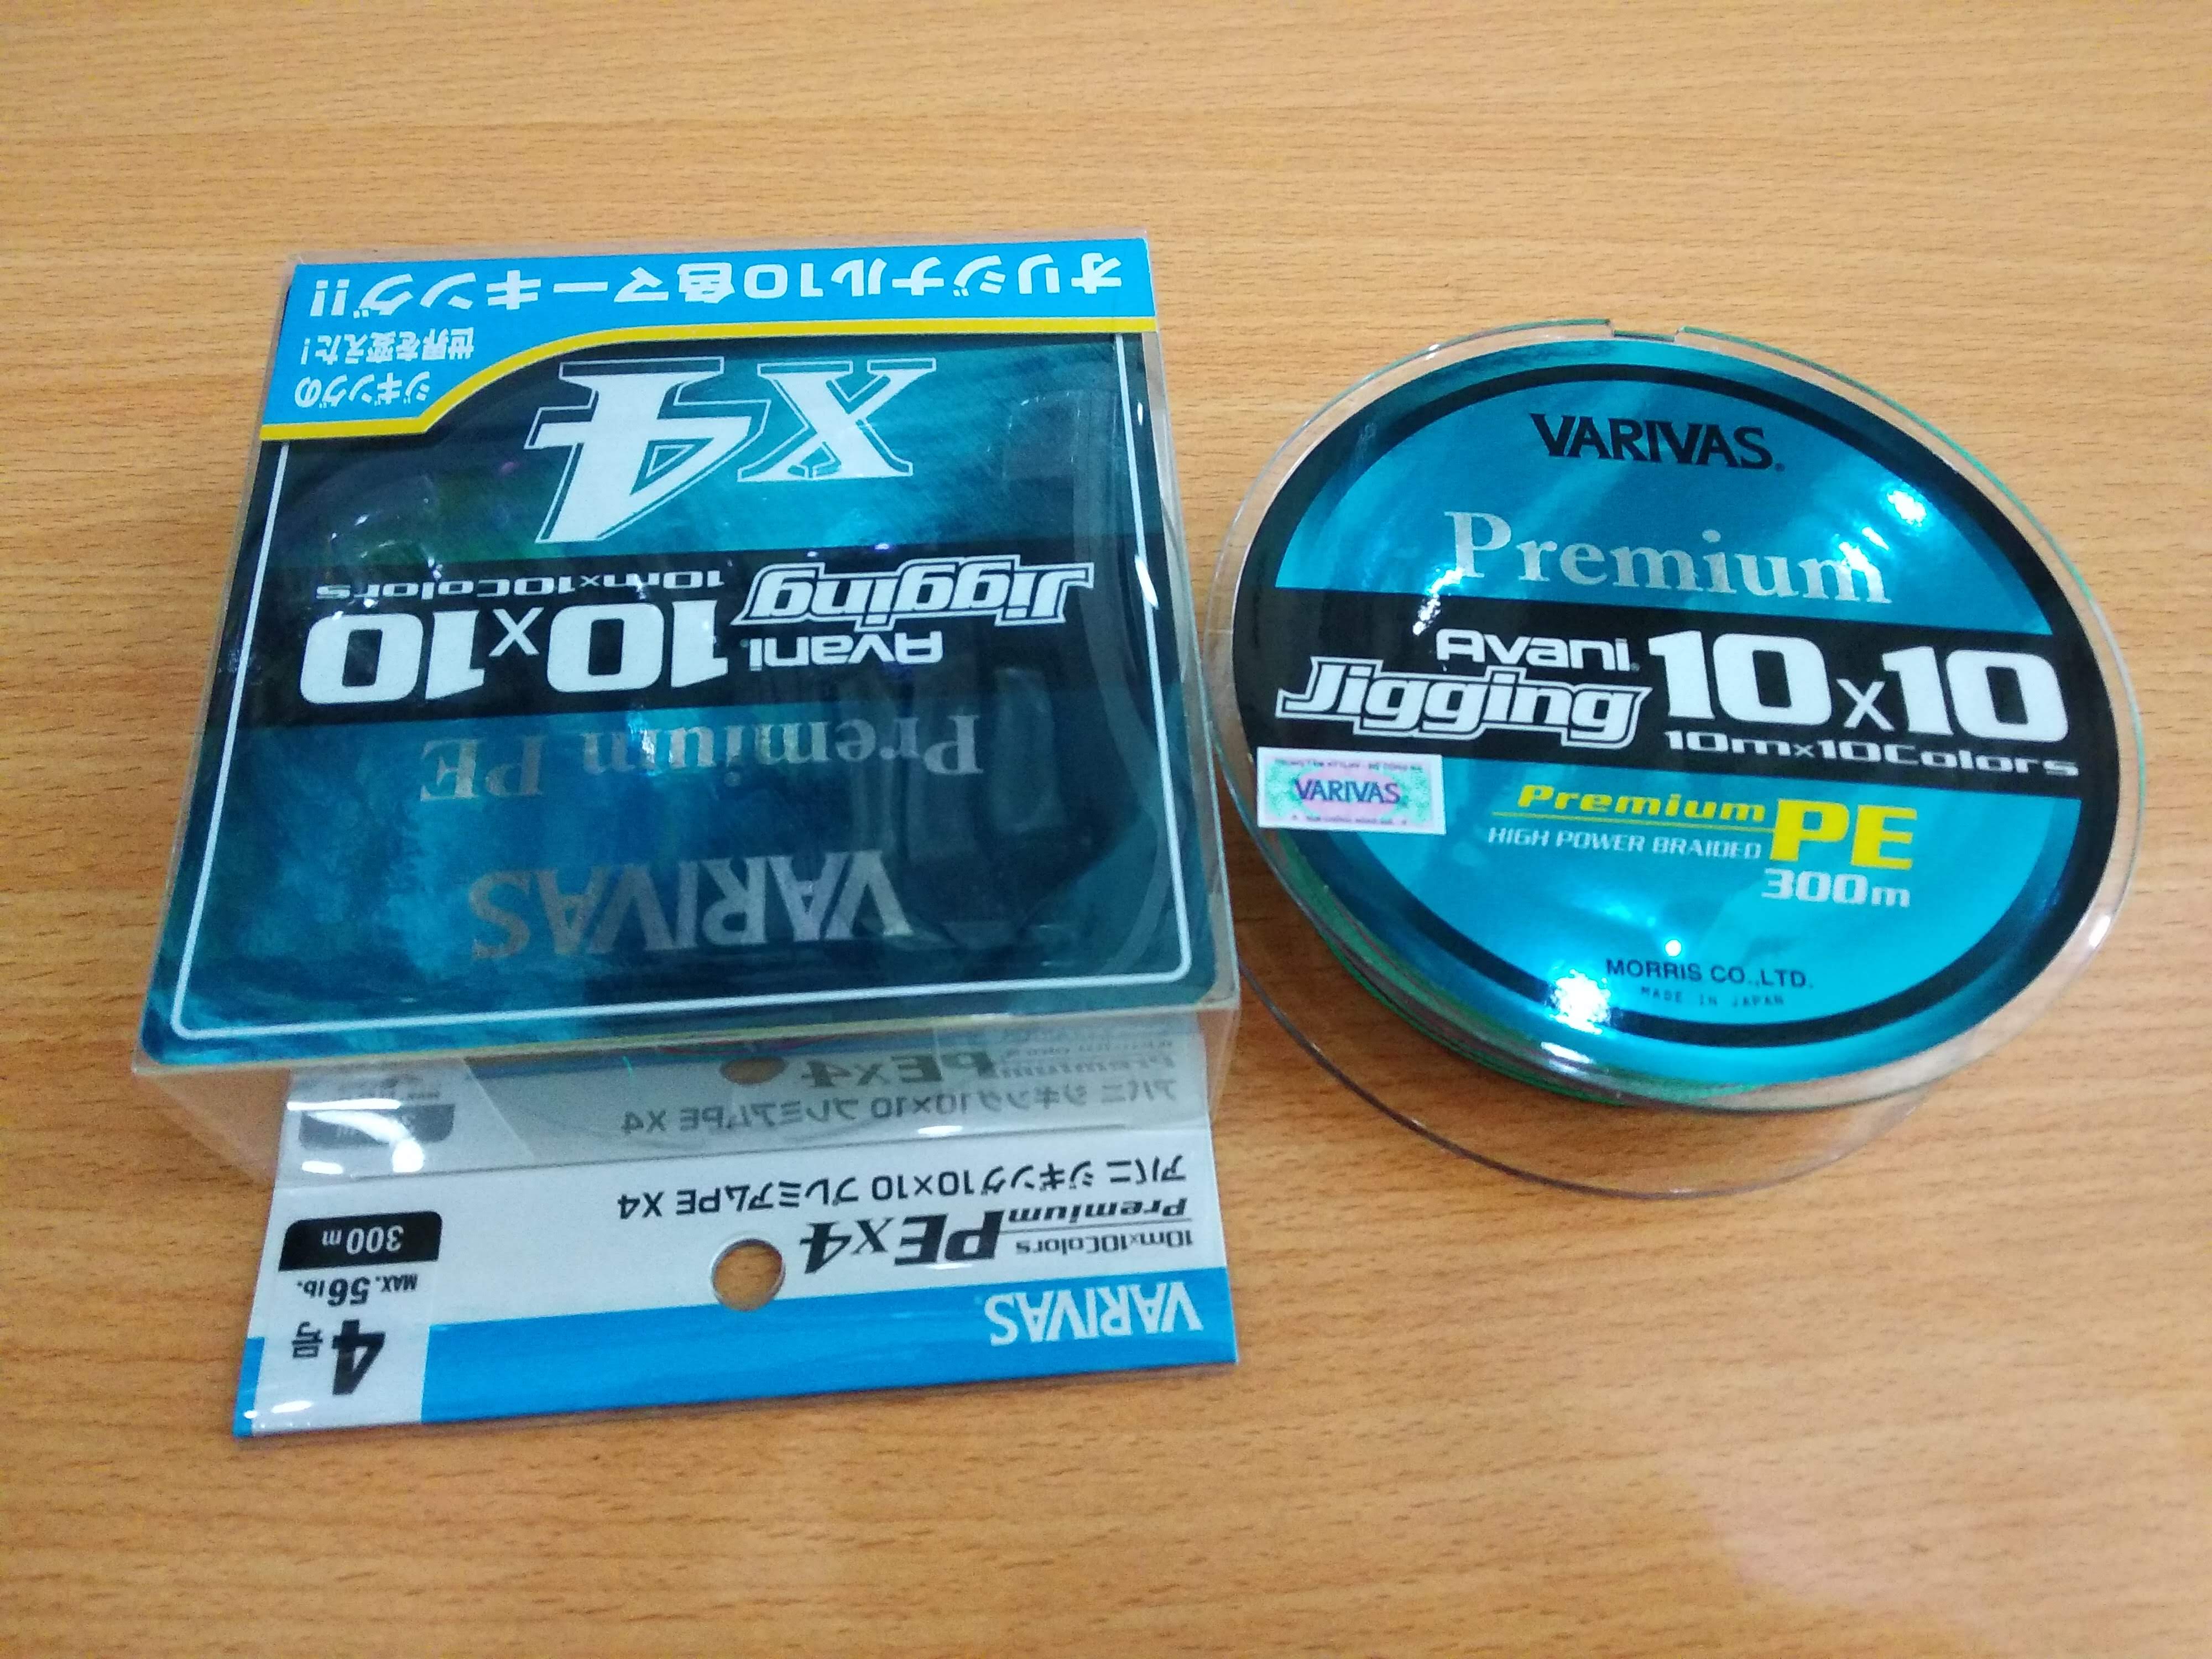 VARIVAS
10m×10Colors
Premium PEX4
アバニ ジギング10×10 プレミアムPE X4
4号
MAX.56lb.
300m
アバニ ジギング10×10 プレミアムPE X4
PEX4
VARIVAS
Premium PE
Avani
Jigging 10X10
10m×10Colors
X4
ジギングの
世界を変えた!
オリジナル10色マーキング!!
VARIVAS
Premium
Avani
Jigging 10X10
10m×10Colors
VARIVAS
Premium PE
HIGH POWER BRAIDED
300m
MORRIS CO.,LTD.
MADE IN JAPAN